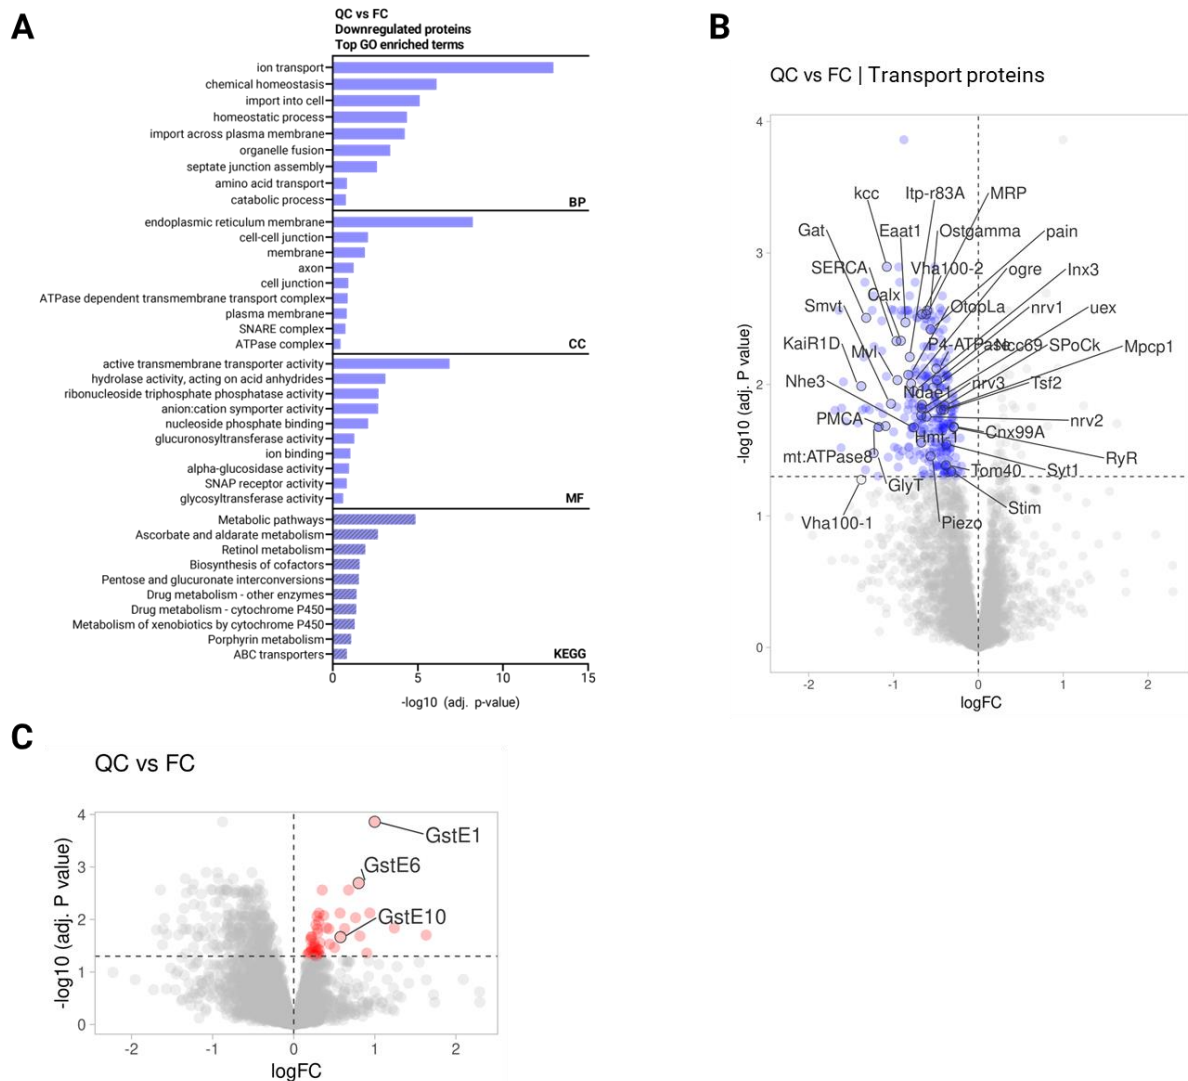 A
QC vs FC
Downregulated proteins
Top GO enriched terms
ion transport
chemical homeostasis
import into cell
homeostatic process
import across plasma membrane
organelle fusion
septate junction assembly
amino acid transport
catabolic process
BP
endoplasmic reticulum membrane
cell-cell junction
membrane
axon
cell junction
ATPase dependent transmembrane transport complex
plasma membrane
SNARE complex
ATPase complex
CC
active transmembrane transporter activity
hydrolase activity, acting on acid anhydrides
ribonucleoside triphosphate phosphatase activity
anion:cation symporter activity
nucleoside phosphate binding
glucuronosyltransferase activity
ion binding
alpha-glucosidase activity
SNAP receptor activity
glycosyltransferase activity
MF
Metabolic pathways
Ascorbate and aldarate metabolism
Retinol metabolism
Biosynthesis of cofactors
Pentose and glucuronate interconversions
Drug metabolism - other enzymes
Drug metabolism - cytochrome P450
Metabolism of xenobiotics by cytochrome P450
Porphyrin metabolism
ABC transporters
KEGG
0 5 10 15
-log10 (adj. p-value)
B
QC vs FC | Transport proteins
4
3
2
1
0
-log10 (adj. P value)
kcc Itp-r83A MRP
Gat Eaat1 Ostgamma pain
SERCA Vha100-2 ogre Inx3
Smvt Calx OtopLa nrv1 uex
KaiR1D Mvl P4-ATPase Ncc69 SPoCk Mpcp1
Nhe3 Ndae1 nrv3 Tsf2
PMCA Hmt-1 Cnx99A nrv2
mt:ATPase8 GlyT Tom40 Syt1 RyR
Vha100-1 Piezo Stim
-2 -1 0 1 2
logFC
C
QC vs FC
4
3
2
1
0
-log10 (adj. P value)
GstE1
GstE6
GstE10
-2 -1 0 1 2
logFC